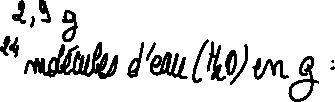 2,9 g
24 molécules d'eau (H₂O) en g :